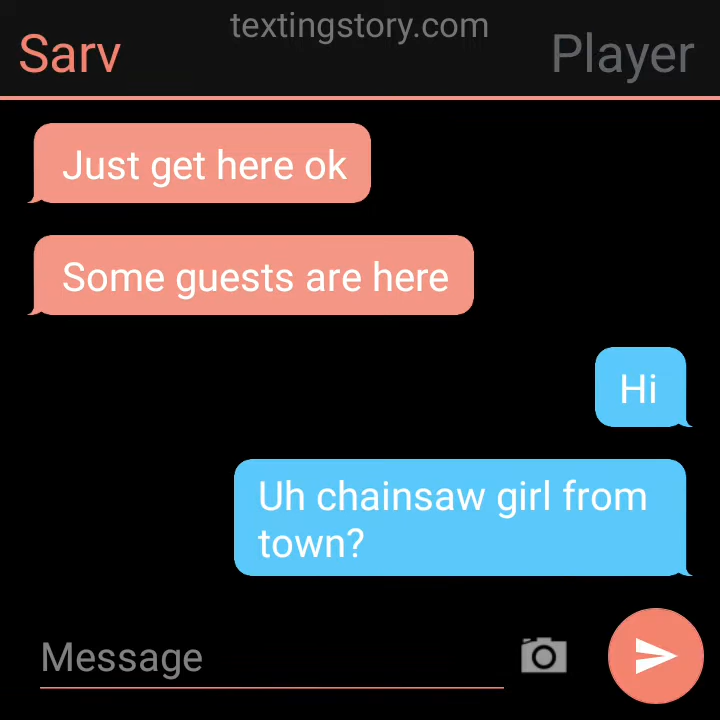 textingstory.com
Sarv
Player
Just get here ok
Some guests are here
Hi
Uh chainsaw girl from
town?
Message